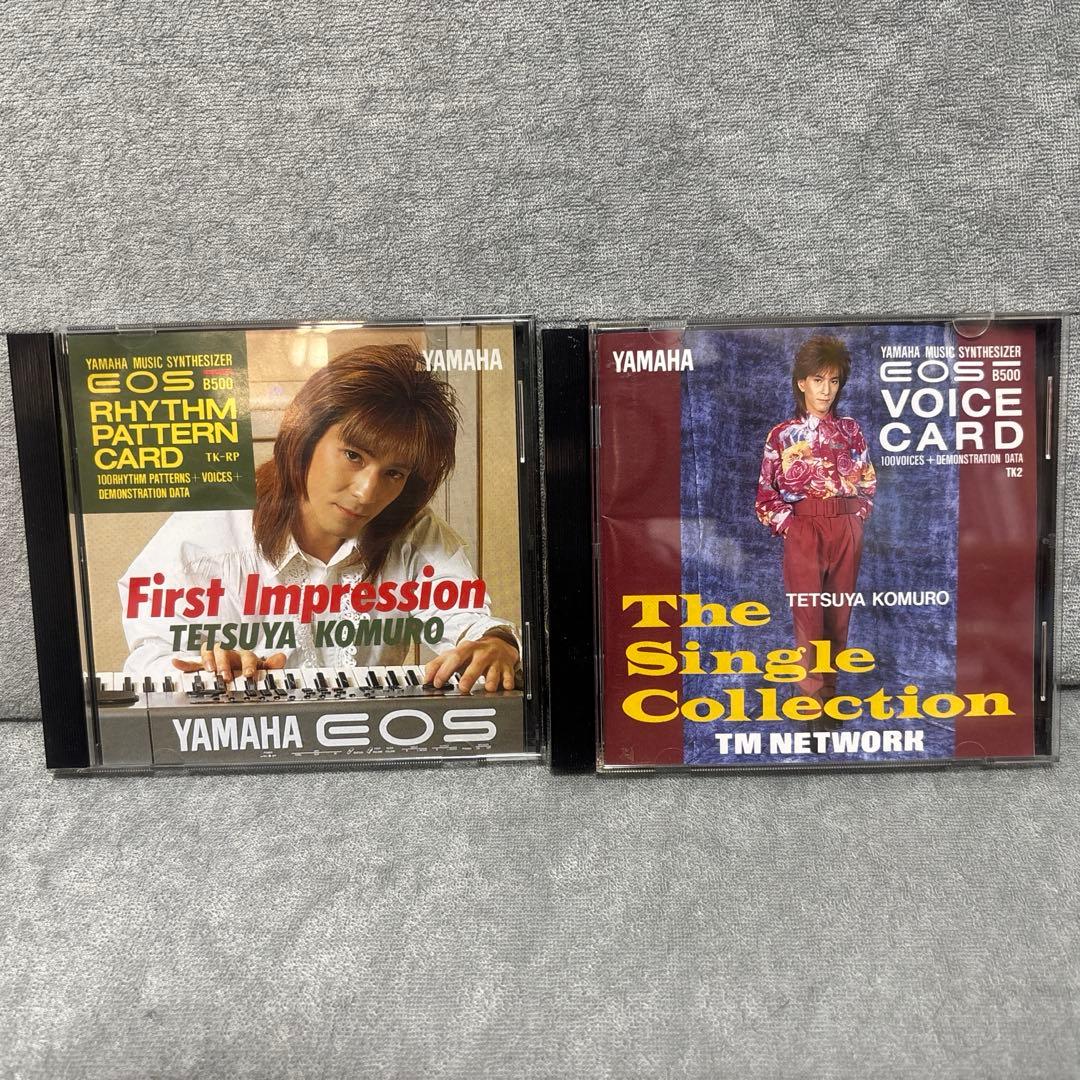 YAMAHA MUSIC SYNTHESIZER
EOS B500
RHYTHM
PATTERN
CARD TK-RP
100RHYTHM PATTERNS+VOICES+
DEMONSTRATION DATA
YAMAHA
First Impression
TETSUYA KOMURO
YAMAHA EOS
YAMAHA
YAMAHA MUSIC SYNTHESIZER
EOS B500
VOICE
CARD
100VOICES+DEMONSTRATION DATA
TK2
TETSUYA KOMURO
The
Single
Collection
TM NETWORK